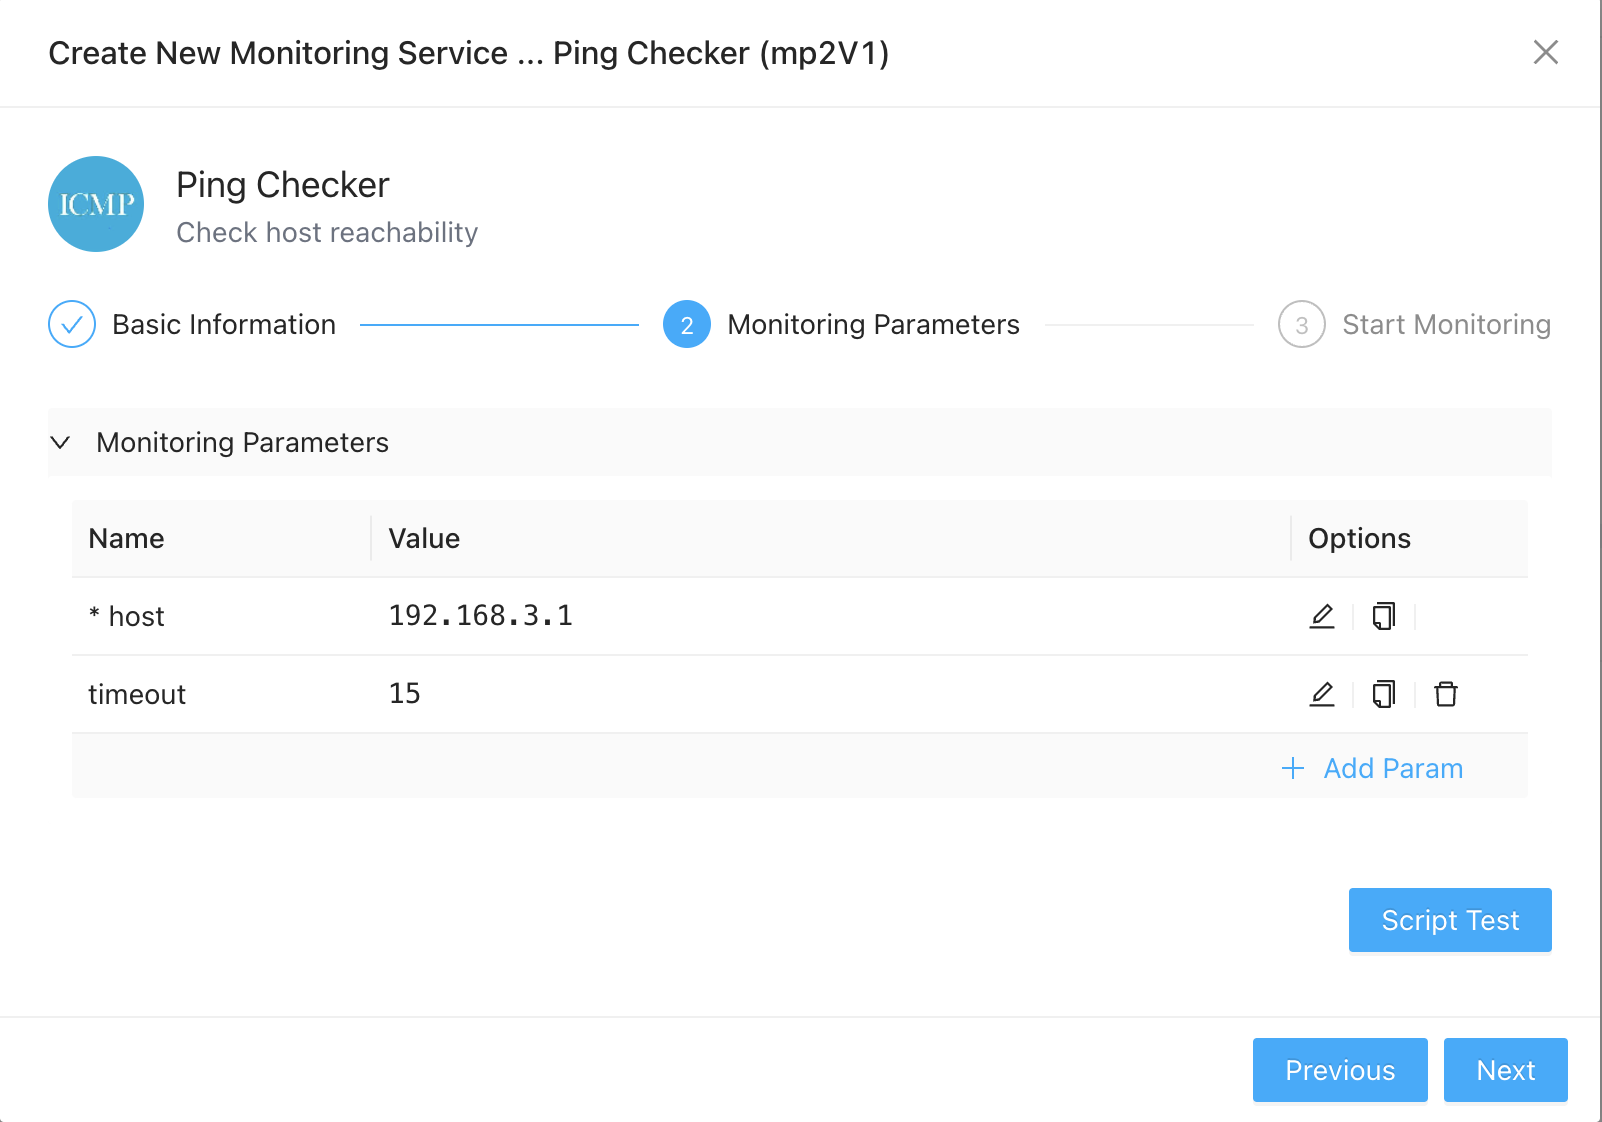 Create New Monitoring Service ... Ping Checker (mp2V1)
ICMP
Ping Checker
Check host reachability
Basic Information
2 Monitoring Parameters
3 Start Monitoring
Monitoring Parameters
Name Value Options
* host 192.168.3.1
timeout 15
+ Add Param
Script Test
Previous Next